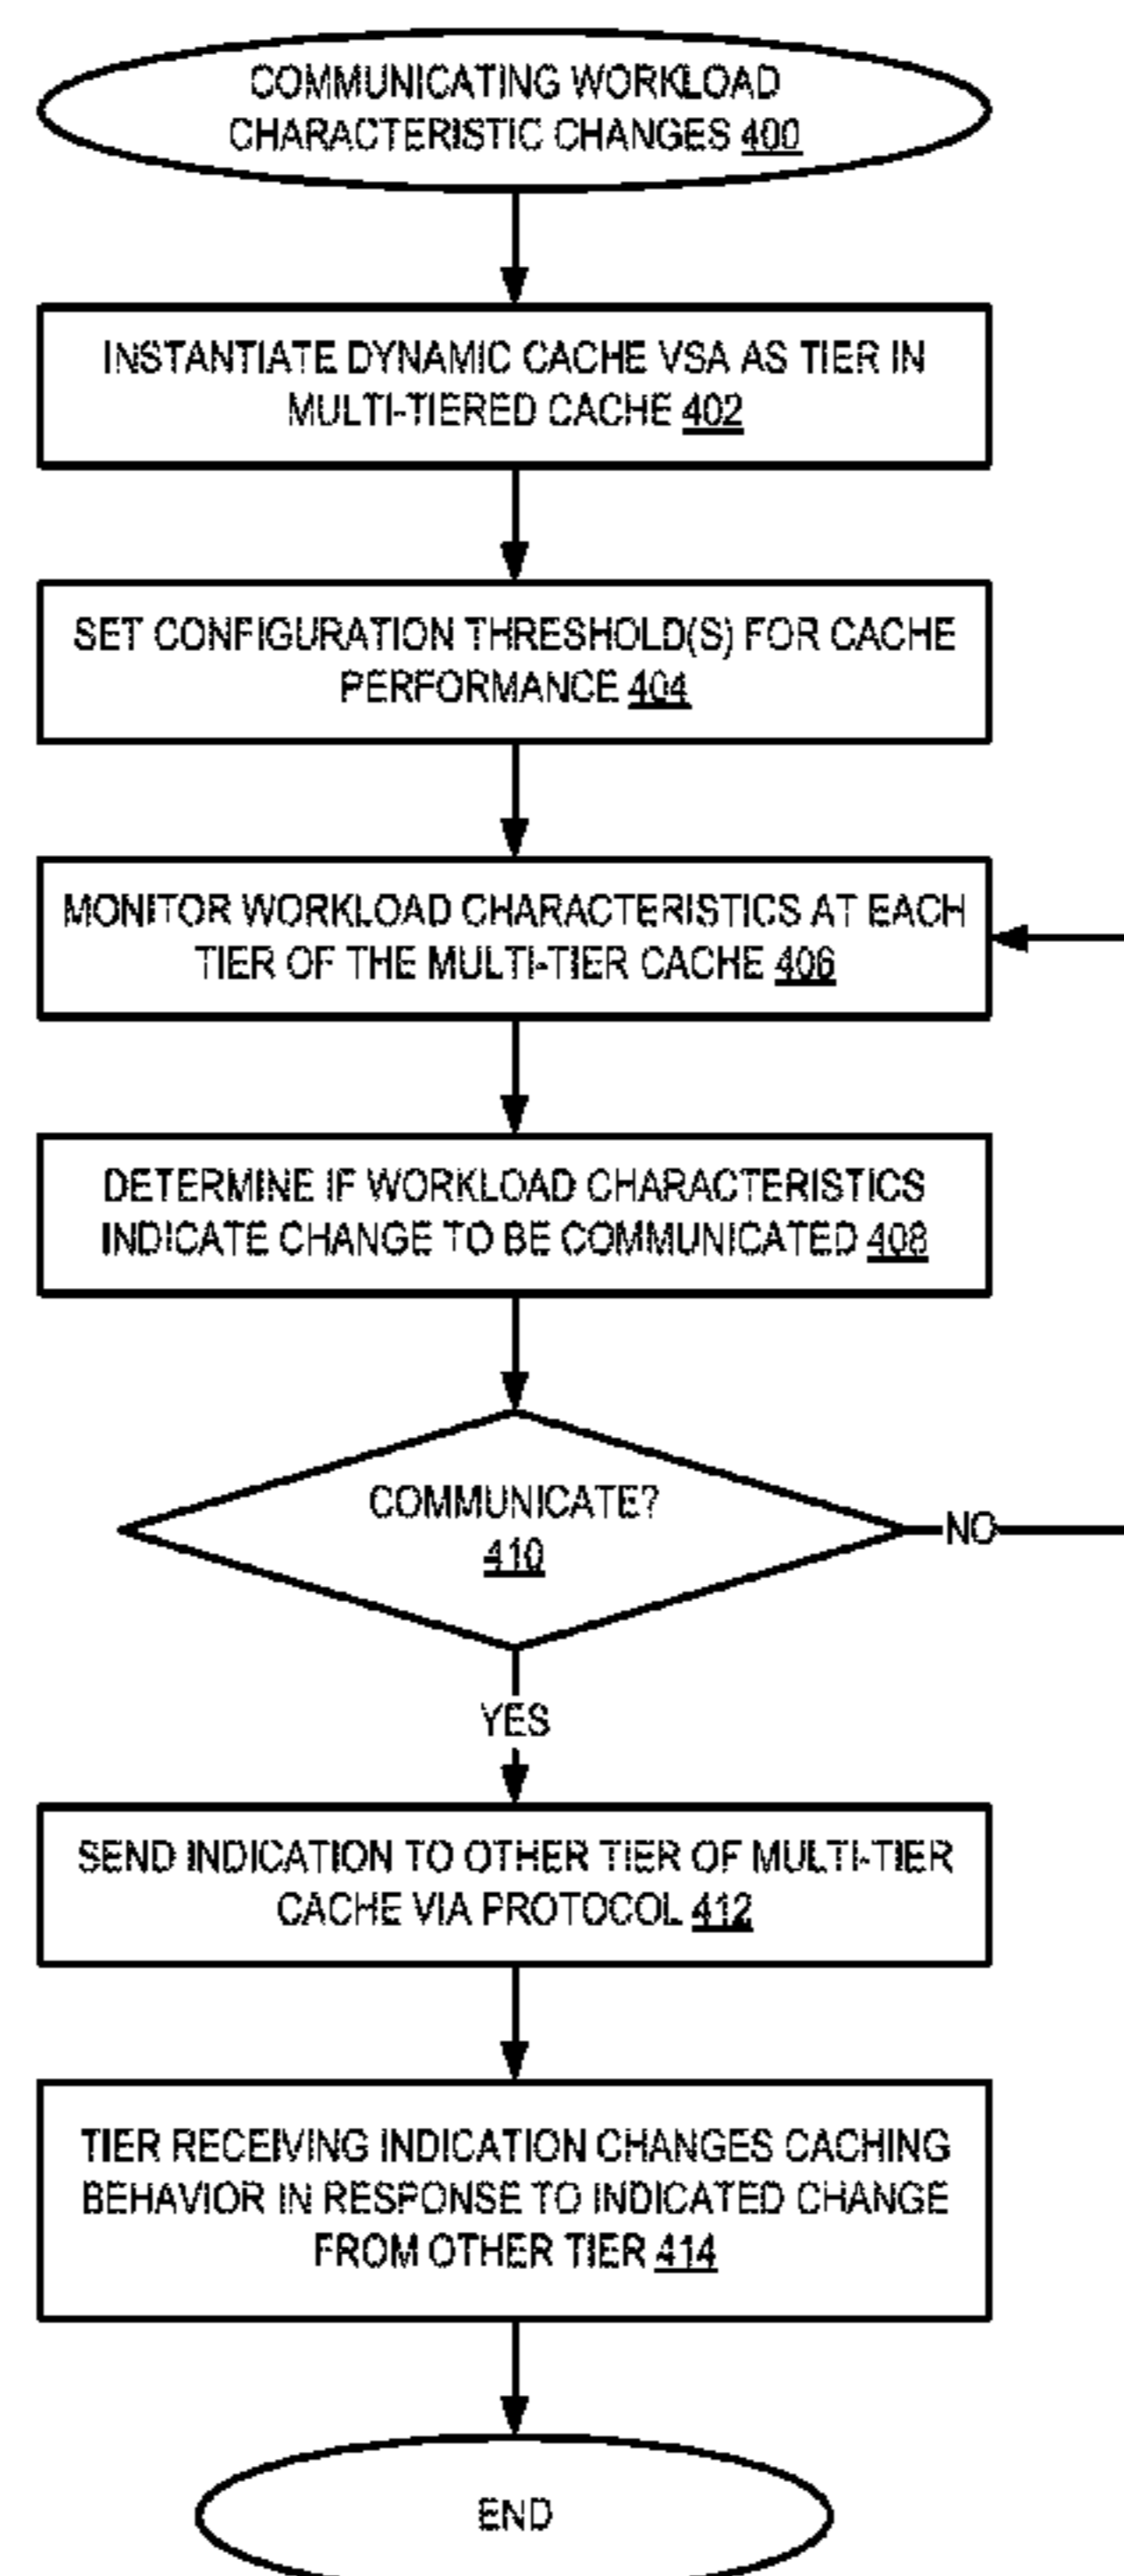 COMMUNICATING WORKLOAD
CHARACTERISTIC CHANGES 400
INSTANTIATE DYNAMIC CACHE VSA AS TIER IN
MULTI-TIERED CACHE 402
SET CONFIGURATION THRESHOLD(S) FOR CACHE
PERFORMANCE 404
MONITOR WORKLOAD CHARACTERISTICS AT EACH
TIER OF THE MULTI-TIER CACHE 406
DETERMINE IF WORKLOAD CHARACTERISTICS
INDICATE CHANGE TO BE COMMUNICATED 408
COMMUNICATE?
410
NO
YES
SEND INDICATION TO OTHER TIER OF MULTI-TIER
CACHE VIA PROTOCOL 412
TIER RECEIVING INDICATION CHANGES CACHING
BEHAVIOR IN RESPONSE TO INDICATED CHANGE
FROM OTHER TIER 414
END